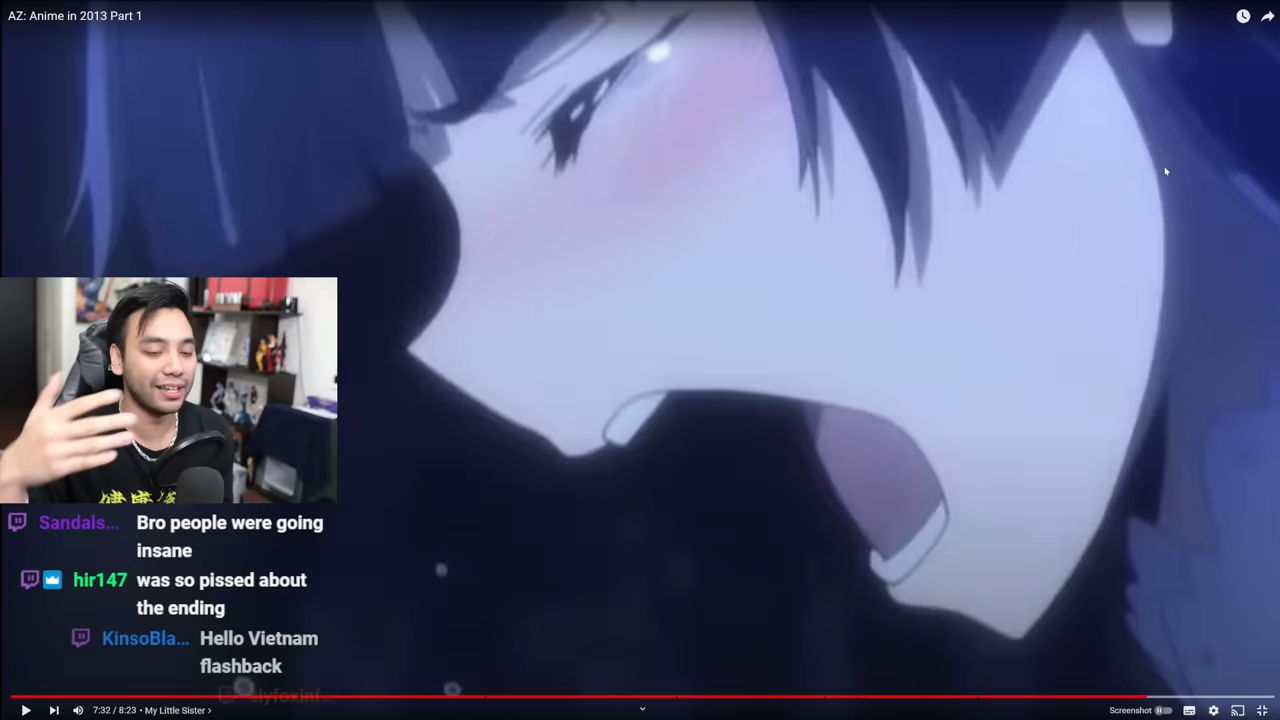 AZ: Anime in 2013 Part 1
Sandals... Bro people were going
insane
hir147 was so pissed about
the ending
KinsoBla... Hello Vietnam
flashback
7:32 / 8:23 • My Little Sister
Screenshot